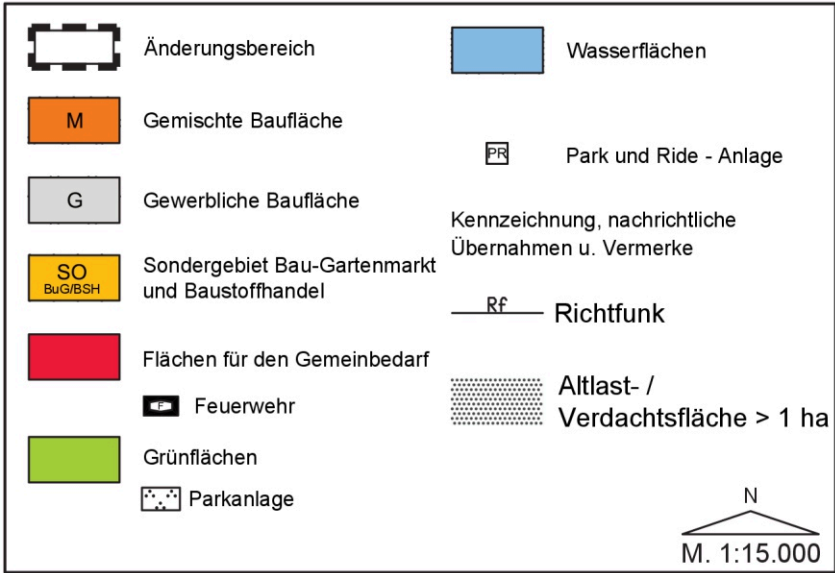 Änderungsbereich
M
Gemischte Baufläche
G
Gewerbliche Baufläche
SO
BuG/BSH
Sondergebiet Bau-Gartenmarkt
und Baustoffhandel
Flächen für den Gemeinbedarf
F
Feuerwehr
Grünflächen
Parkanlage
Wasserflächen
PR
Park und Ride - Anlage
Kennzeichnung, nachrichtliche
Übernahmen u. Vermerke
Rf
Richtfunk
Altlast- /
Verdachtsfläche > 1 ha
N
M. 1:15.000